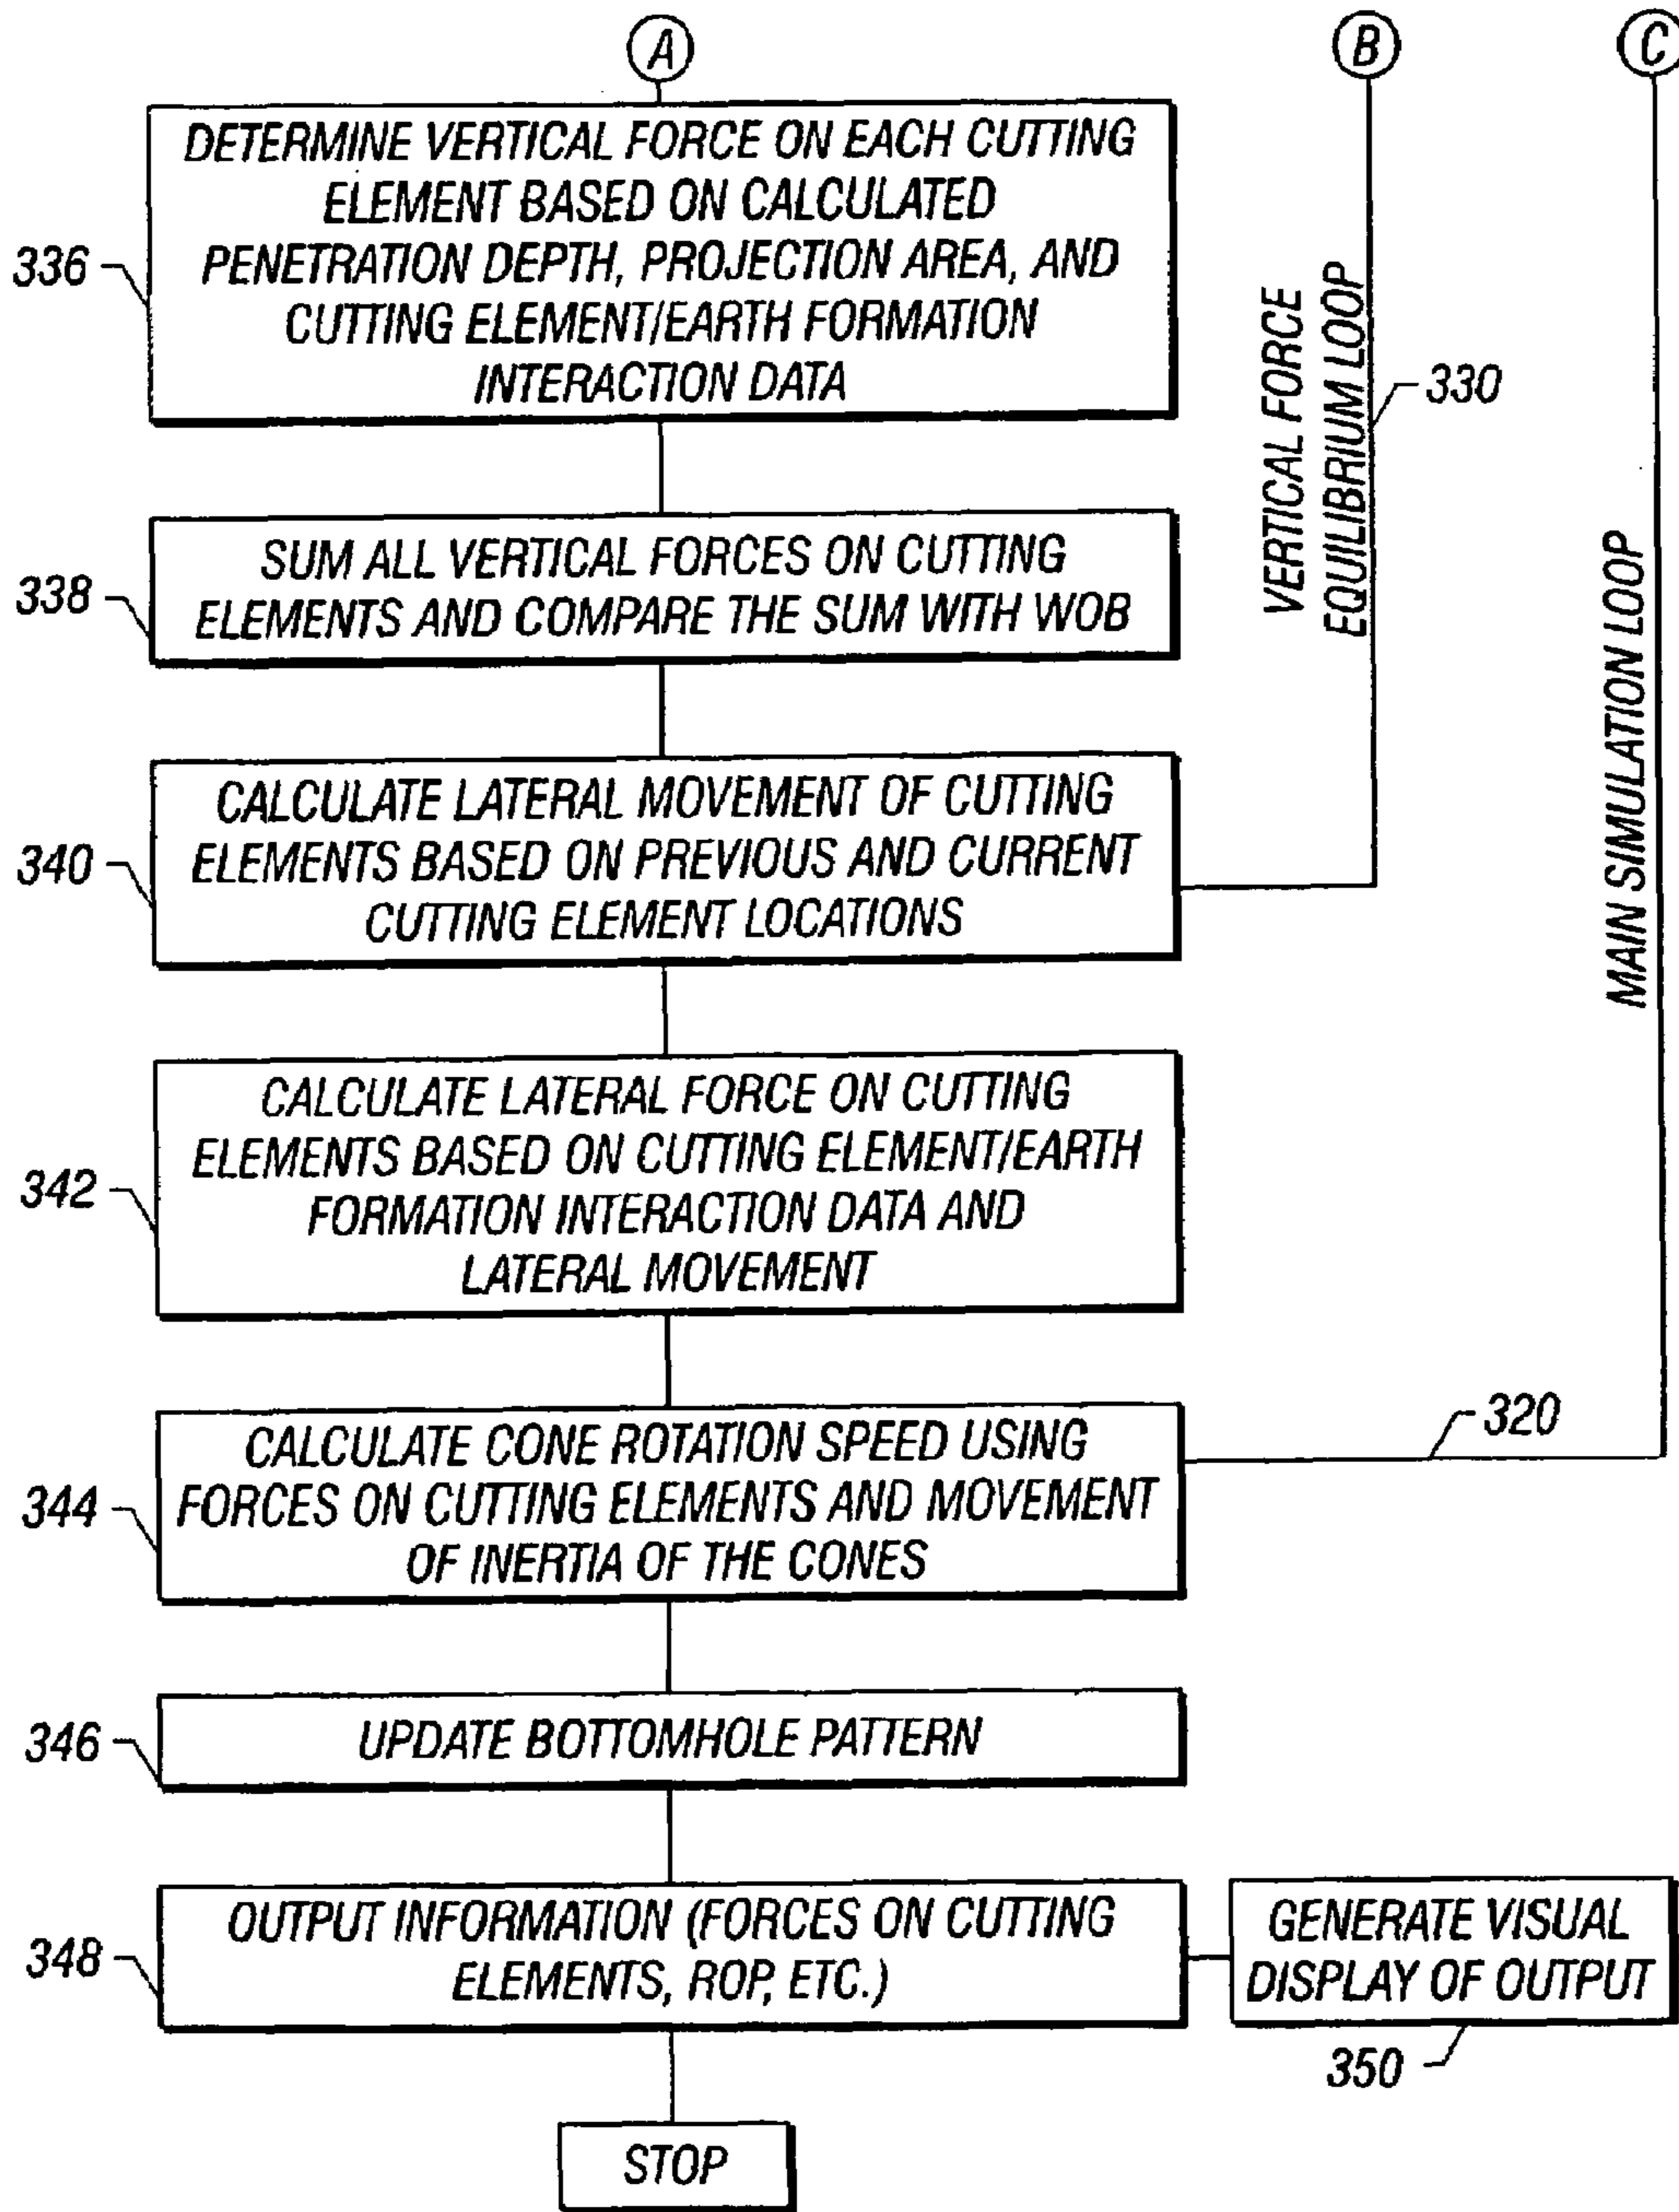 A
B
C
DETERMINE VERTICAL FORCE ON EACH CUTTING
ELEMENT BASED ON CALCULATED
PENETRATION DEPTH, PROJECTION AREA, AND
CUTTING ELEMENT/EARTH FORMATION
INTERACTION DATA
336
VERTICAL FORCE
EQUILIBRIUM LOOP
330
MAIN SIMULATION LOOP
SUM ALL VERTICAL FORCES ON CUTTING
ELEMENTS AND COMPARE THE SUM WITH WOB
338
CALCULATE LATERAL MOVEMENT OF CUTTING
ELEMENTS BASED ON PREVIOUS AND CURRENT
CUTTING ELEMENT LOCATIONS
340
CALCULATE LATERAL FORCE ON CUTTING
ELEMENTS BASED ON CUTTING ELEMENT/EARTH
FORMATION INTERACTION DATA AND
LATERAL MOVEMENT
342
CALCULATE CONE ROTATION SPEED USING
FORCES ON CUTTING ELEMENTS AND MOVEMENT
OF INERTIA OF THE CONES
344
320
UPDATE BOTTOMHOLE PATTERN
346
OUTPUT INFORMATION (FORCES ON CUTTING
ELEMENTS, ROP, ETC.)
348
GENERATE VISUAL
DISPLAY OF OUTPUT
350
STOP